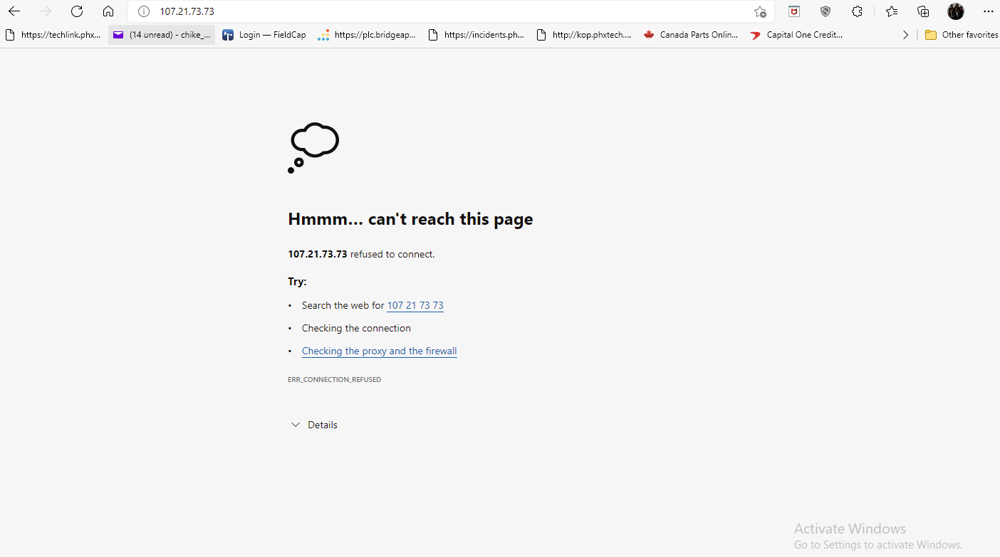 107.21.73.73
https://techlink.phx...
(14 unread) - chike_...
Login — FieldCap
https://plc.bridgeap...
https://incidents.ph...
http://kop.phxtech....
Canada Parts Onlin...
Capital One Credit...
Other favorites
Hmmm... can't reach this page
107.21.73.73 refused to connect.
Try:
• Search the web for 107 21 73 73
• Checking the connection
• Checking the proxy and the firewall
ERR_CONNECTION_REFUSED
Details
Activate Windows
Go to Settings to activate Windows.